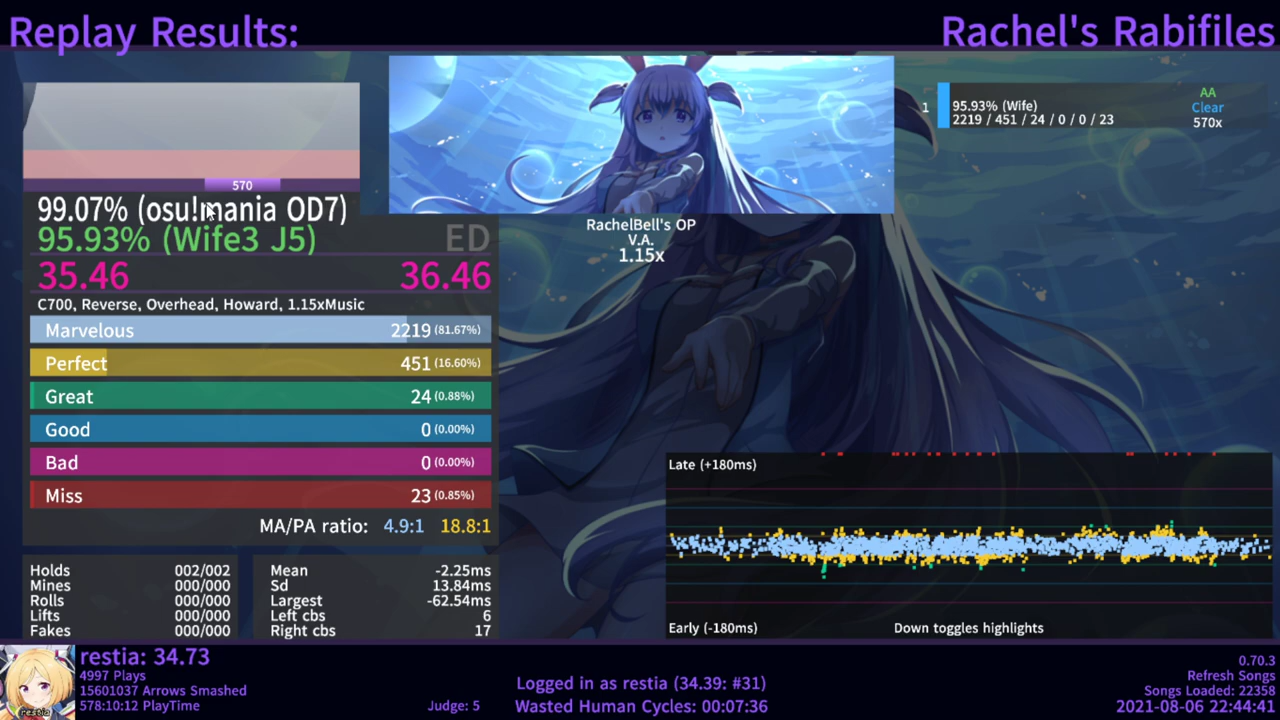 Replay Results:
Rachel's Rabifiles
570
99.07% (osu!mania OD7)
95.93% (Wife3 J5)
ED
35.46
36.46
C700, Reverse, Overhead, Howard, 1.15xMusic
Marvelous 2219 (81.67%)
Perfect 451 (16.60%)
Great 24 (0.88%)
Good 0 (0.00%)
Bad 0 (0.00%)
Miss 23 (0.85%)
MA/PA ratio: 4.9:1 18.8:1
Holds 002/002
Mines 000/000
Rolls 000/000
Lifts 000/000
Fakes 000/000
Mean -2.25ms
Sd 13.84ms
Largest -62.54ms
Left cbs 6
Right cbs 17
RachelBell's OP
V.A.
1.15x
1
95.93% (Wife)
2219 / 451 / 24 / 0 / 0 / 23
AA
Clear
570x
Late (+180ms)
Early (-180ms)
Down toggles highlights
restia
restia: 34.73
4997 Plays
15601037 Arrows Smashed
578:10:12 PlayTime
Judge: 5
Logged in as restia (34.39: #31)
Wasted Human Cycles: 00:07:36
0.70.3
Refresh Songs
Songs Loaded: 22358
2021-08-06 22:44:41